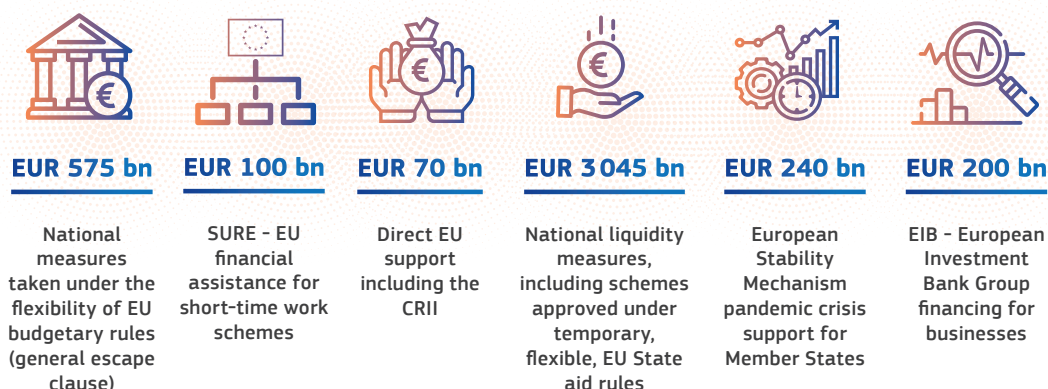 EUR 575 bn
National
measures
taken under the
flexibility of EU
budgetary rules
(general escape
clause)
EUR 100 bn
SURE - EU
financial
assistance for
short-time work
schemes
EUR 70 bn
Direct EU
support
including the
CRII
EUR 3 045 bn
National liquidity
measures,
including schemes
approved under
temporary,
flexible, EU State
aid rules
EUR 240 bn
European
Stability
Mechanism
pandemic crisis
support for
Member States
EUR 200 bn
EIB - European
Investment
Bank Group
financing for
businesses